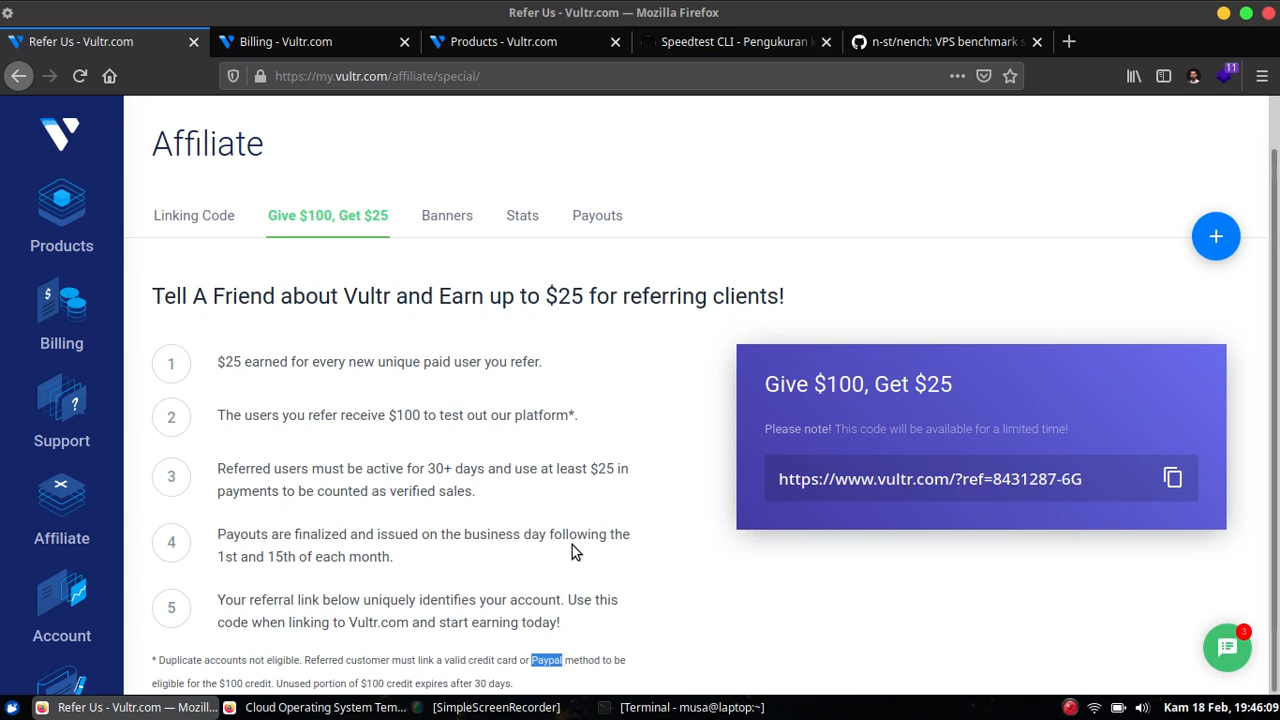 Refer Us - Vultr.com — Mozilla Firefox
Refer Us - Vultr.com
Billing - Vultr.com
Products - Vultr.com
Speedtest CLI - Pengukuran
n-st/nench: VPS benchmark s
https://my.vultr.com/affiliate/special/
11
Affiliate
Linking Code
Give $100, Get $25
Banners
Stats
Payouts
Products
Billing
Support
Affiliate
Account
Tell A Friend about Vultr and Earn up to $25 for referring clients!
1
$25 earned for every new unique paid user you refer.
2
The users you refer receive $100 to test out our platform*.
3
Referred users must be active for 30+ days and use at least $25 in
payments to be counted as verified sales.
4
Payouts are finalized and issued on the business day following the
1st and 15th of each month.
5
Your referral link below uniquely identifies your account. Use this
code when linking to Vultr.com and start earning today!
* Duplicate accounts not eligible. Referred customer must link a valid credit card or Paypal method to be
eligible for the $100 credit. Unused portion of $100 credit expires after 30 days.
Give $100, Get $25
Please note! This code will be available for a limited time!
https://www.vultr.com/?ref=8431287-6G
3
Refer Us - Vultr.com — Mozill...
Cloud Operating System Tem...
[SimpleScreenRecorder]
[Terminal - musa@laptop:~]
Kam 18 Feb, 19:46:09